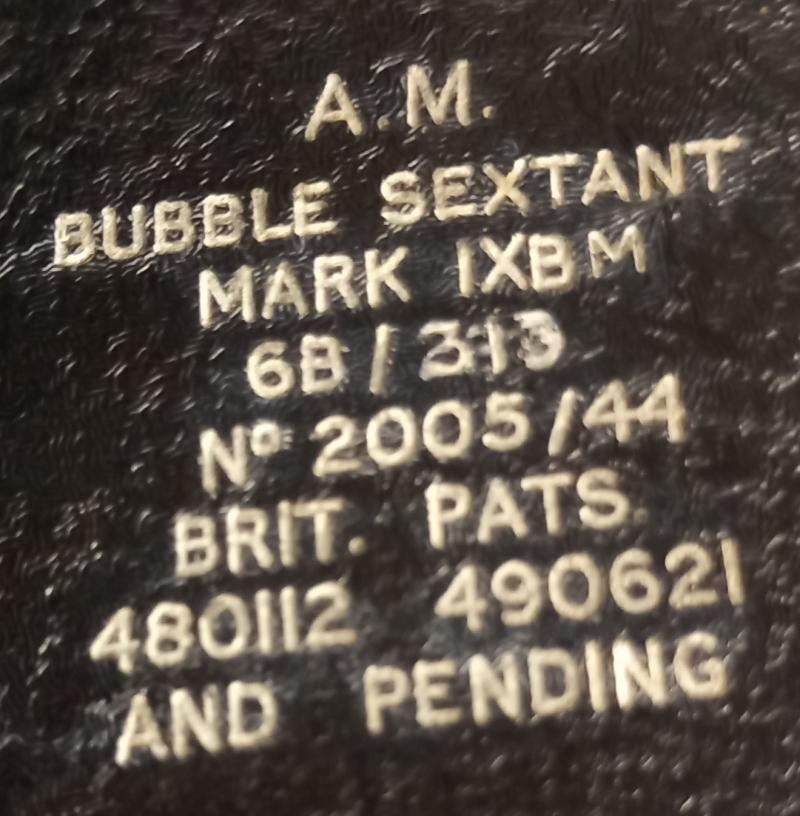 A.M.
BUBBLE SEXTANT
MARK IXBM
6B / 313
Nº 2005/44
BRIT. PATS.
480112 490621
AND PENDING